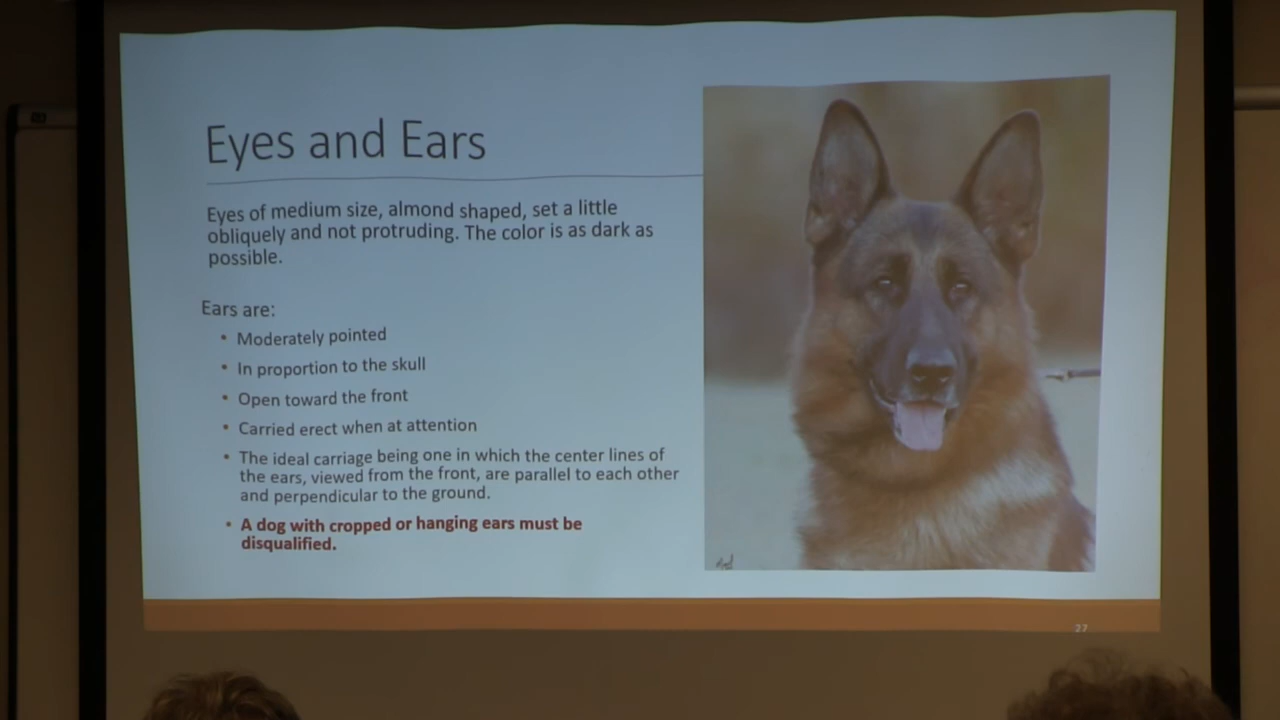 Eyes and Ears
Eyes of medium size, almond shaped, set a little
obliquely and not protruding. The color is as dark as
possible.
Ears are:
• Moderately pointed
• In proportion to the skull
• Open toward the front
• Carried erect when at attention
• The ideal carriage being one in which the center lines of
the ears, viewed from the front, are parallel to each other
and perpendicular to the ground.
• A dog with cropped or hanging ears must be
disqualified.
27